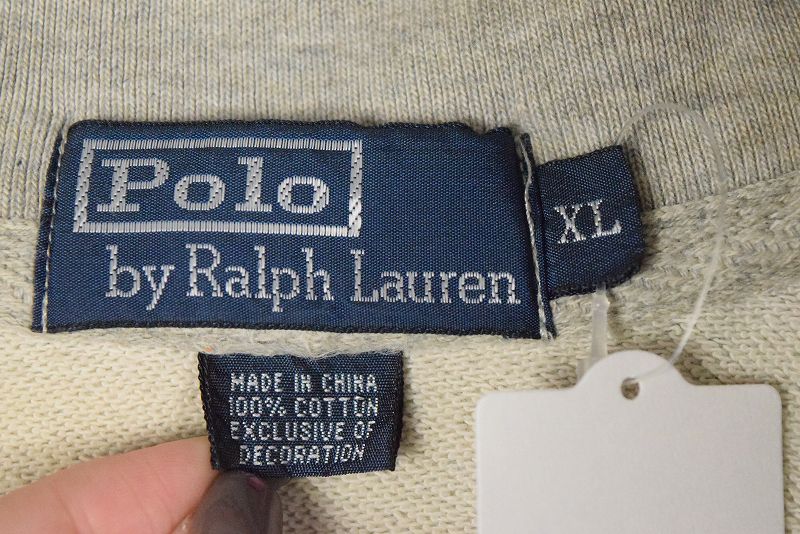 Polo
by Ralph Lauren
XL
MADE IN CHINA
100% COTTON
EXCLUSIVE OF
DECORATION